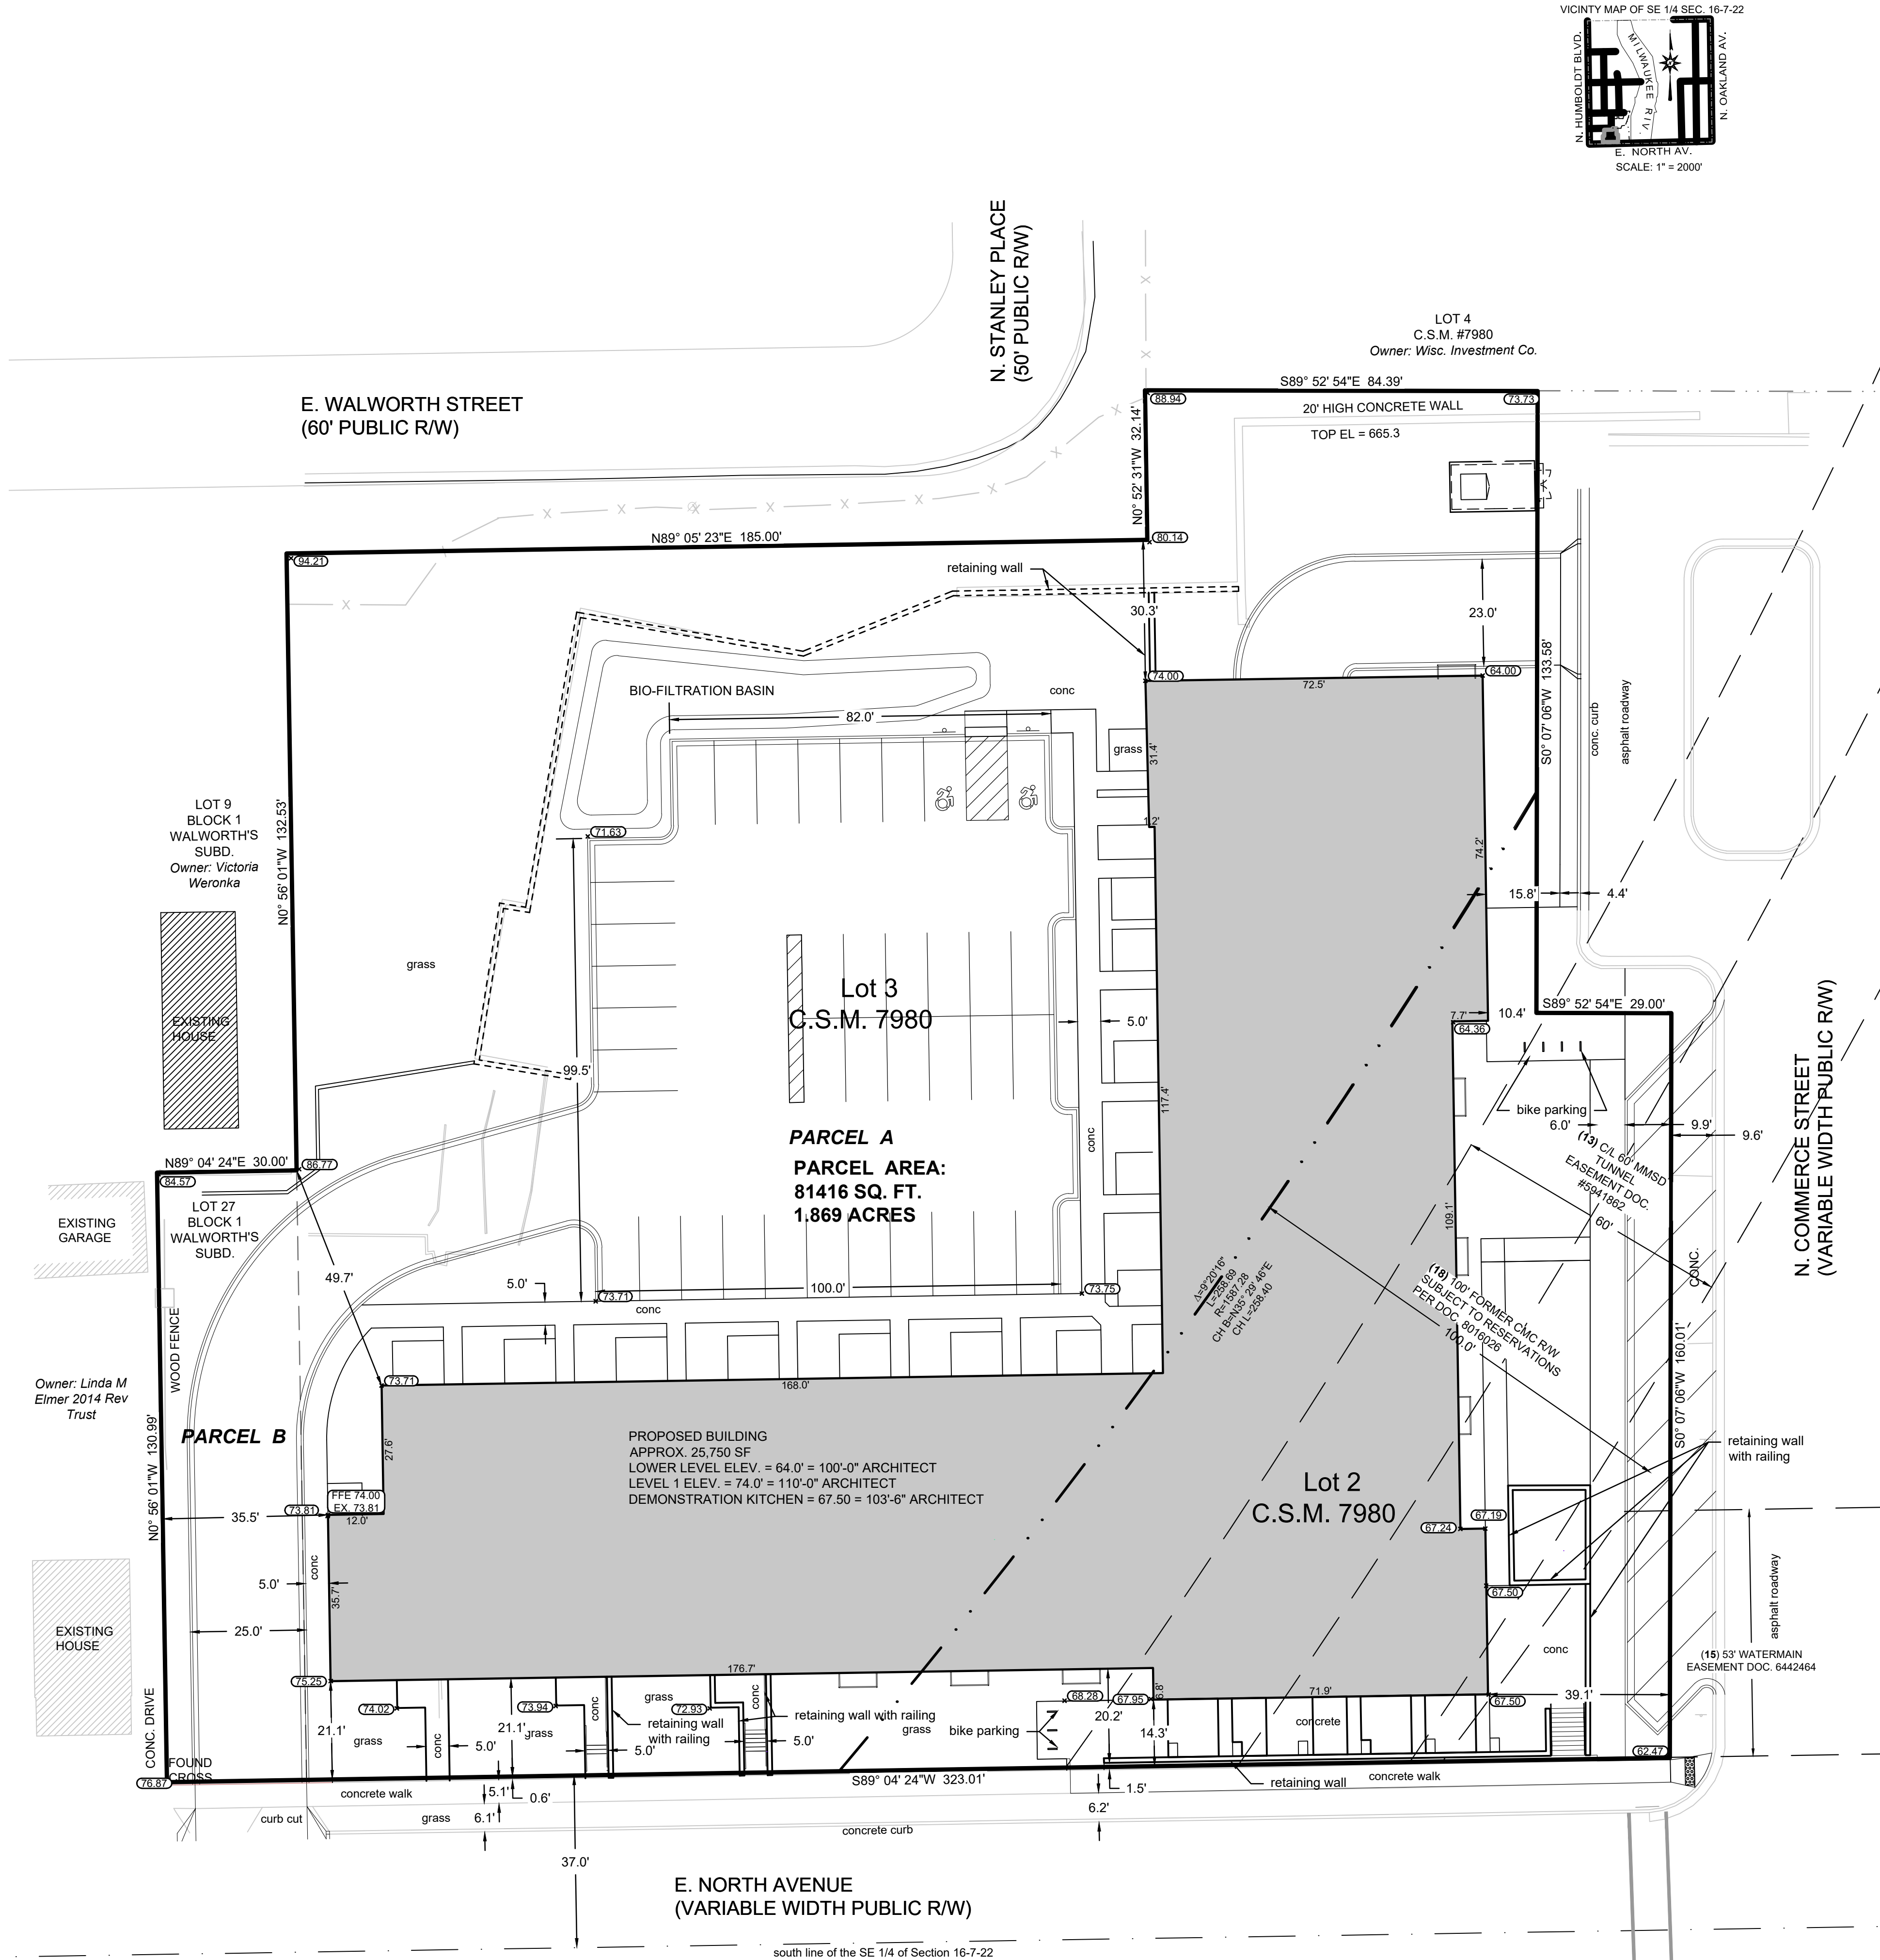 VICINTY MAP OF SE 1/4 SEC. 16-7-22
N. HUMBOLDT BLVD.
MILWAUKEE RIV.
N. OAKLAND AV.
E. NORTH AV.
SCALE: 1" = 2000'
N. STANLEY PLACE
(50' PUBLIC R/W)
LOT 4
C.S.M. #7980
Owner: Wisc. Investment Co.
E. WALWORTH STREET
(60' PUBLIC R/W)
S89° 52' 54"E 84.39'
88.94
73.73
20' HIGH CONCRETE WALL
TOP EL = 665.3
N0° 52' 31"W 32.14'
N89° 05' 23"E 185.00'
80.14
94.21
retaining wall
30.3'
23.0'
74.00
64.00
72.5'
S0° 07' 06"W 133.58'
conc. curb
asphalt roadway
BIO-FILTRATION BASIN
conc
82.0'
grass
31.4'
1.2'
71.63
74.2'
15.8'
4.4'
LOT 9
BLOCK 1
WALWORTH'S
SUBD.
Owner: Victoria
Weronka
N0° 56' 01"W 132.53'
grass
EXISTING
HOUSE
Lot 3
C.S.M. 7980
5.0'
7.7'
10.4'
64.36
S89° 52' 54"E 29.00'
N. COMMERCE STREET
(VARIABLE WIDTH PUBLIC R/W)
99.5'
117.4'
bike parking
6.0'
9.9'
9.6'
(13) C/L 60' MMSD
TUNNEL
EASEMENT DOC.
#5941862
60'
PARCEL A
PARCEL AREA:
81416 SQ. FT.
1.869 ACRES
conc
109.1'
N89° 04' 24"E 30.00'
86.77
84.57
LOT 27
BLOCK 1
WALWORTH'S
SUBD.
EXISTING
GARAGE
49.7'
5.0'
100.0'
73.71
73.75
conc
Δ=9°20'16"
L=258.69
R=1587.28
CH B=N35° 29' 46"E
CH L=258.40
(18) 100' FORMER CMC R/W
SUBJECT TO RESERVATIONS
PER DOC. 8016026
100.0'
CONC.
S0° 07' 06"W 160.01'
WOOD FENCE
Owner: Linda M
Elmer 2014 Rev
Trust
73.71
168.0'
PARCEL B
N0° 56' 01"W 130.99'
27.6'
PROPOSED BUILDING
APPROX. 25,750 SF
LOWER LEVEL ELEV. = 64.0' = 100'-0" ARCHITECT
LEVEL 1 ELEV. = 74.0' = 110'-0" ARCHITECT
DEMONSTRATION KITCHEN = 67.50 = 103'-6" ARCHITECT
retaining wall
with railing
Lot 2
C.S.M. 7980
FFE 74.00
EX. 73.81
73.81
12.0'
35.5'
67.19
67.24
5.0'
conc
35.7'
67.50
asphalt roadway
25.0'
EXISTING
HOUSE
conc
(15) 53' WATERMAIN
EASEMENT DOC. 6442464
75.25
176.7'
39.1'
71.9'
67.50
6.8'
74.02
73.94
72.93
68.28
67.95
grass
conc
conc
conc
retaining wall
with railing
retaining wall with railing
grass
bike parking
20.2'
14.3'
concrete
21.1'
grass
21.1'
grass
5.0'
5.0'
5.0'
CONC. DRIVE
FOUND
CROSS
76.87
62.47
S89° 04' 24"W 323.01'
concrete walk
5.1'
0.6'
1.5'
retaining wall
concrete walk
curb cut
grass
6.1'
6.2'
concrete curb
37.0'
E. NORTH AVENUE
(VARIABLE WIDTH PUBLIC R/W)
south line of the SE 1/4 of Section 16-7-22